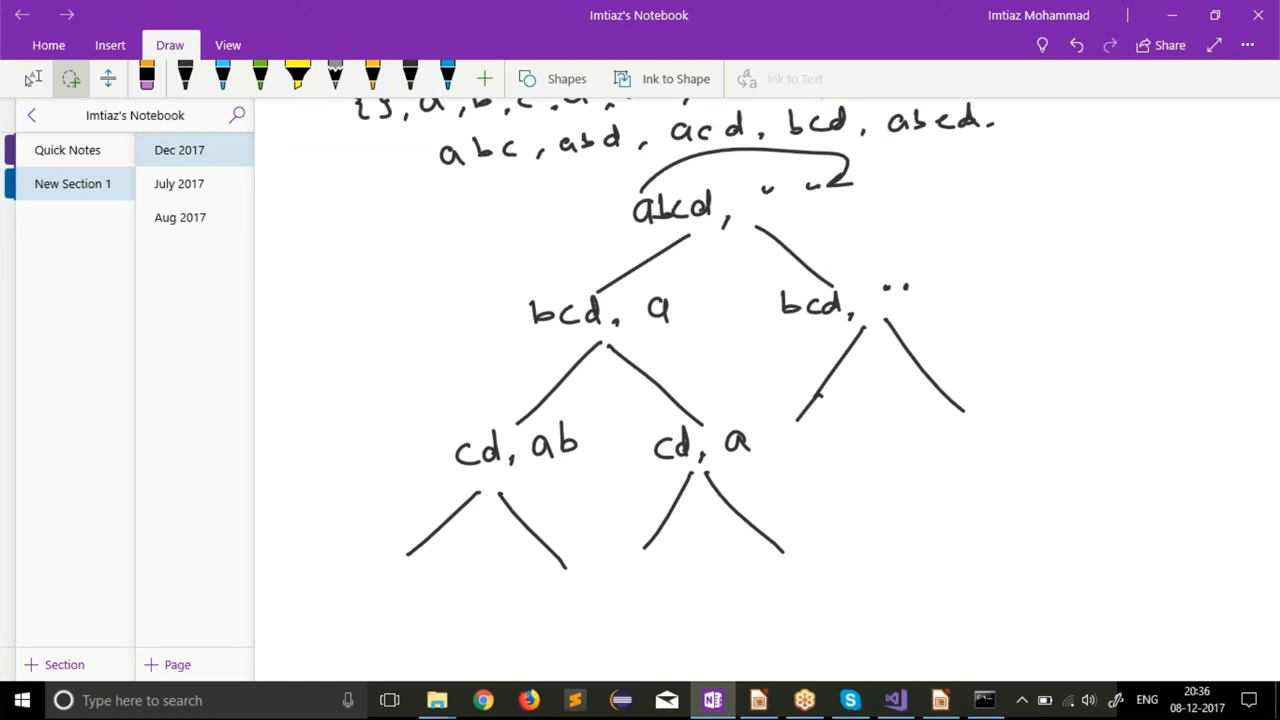 Imtiaz's Notebook
Imtiaz Mohammad
Home Insert Draw View
Share
Shapes Ink to Shape Ink to Text
Imtiaz's Notebook
Quick Notes Dec 2017
New Section 1 July 2017
Aug 2017
{}, a, b, c, d,
abc, abd, acd, bcd, abcd.
abcd, " "
bcd, a bcd, "
cd, ab cd, a
Section Page
Type here to search
ENG
20:36
08-12-2017